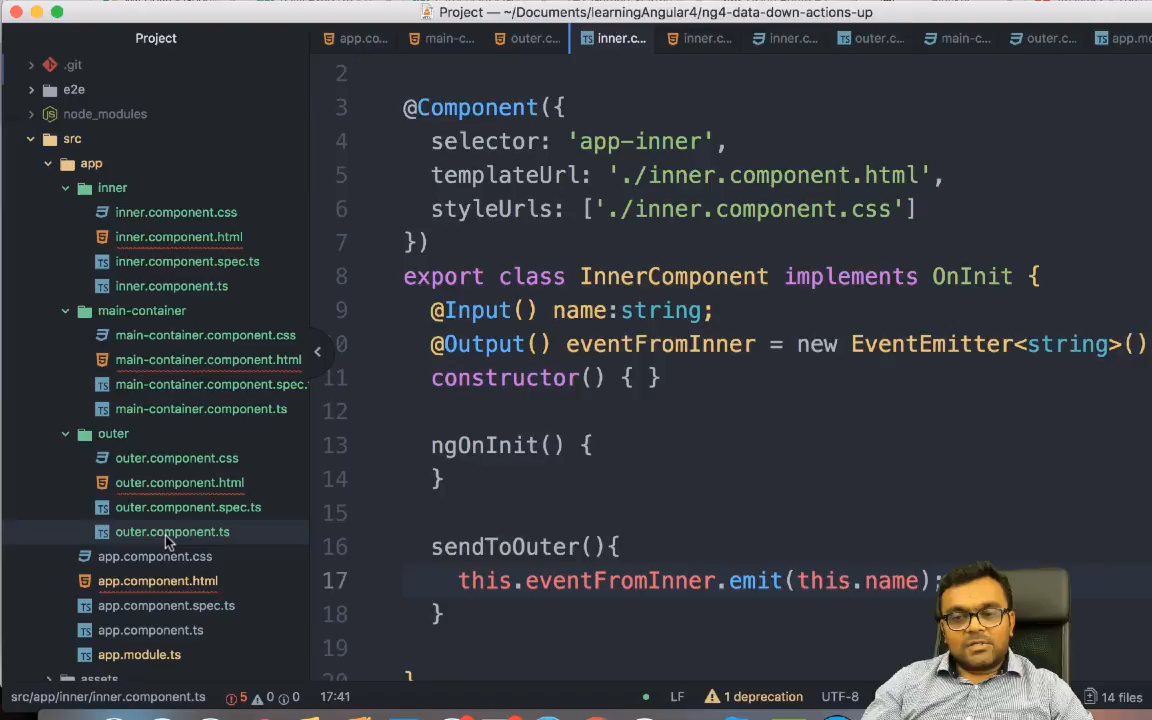 Project — ~/Documents/learningAngular4/ng4-data-down-actions-up
Project
app.co...
main-c...
outer.c...
inner.c...
inner.c...
inner.c...
outer.c...
main-c...
outer.c...
app.mo
.git
e2e
node_modules
src
app
inner
inner.component.css
inner.component.html
inner.component.spec.ts
inner.component.ts
main-container
main-container.component.css
main-container.component.html
main-container.component.spec.
main-container.component.ts
outer
outer.component.css
outer.component.html
outer.component.spec.ts
outer.component.ts
app.component.css
app.component.html
app.component.spec.ts
app.component.ts
app.module.ts
assets
2
3 @Component({
4 selector: 'app-inner',
5 templateUrl: './inner.component.html',
6 styleUrls: ['./inner.component.css']
7 })
8 export class InnerComponent implements OnInit {
9 @Input() name:string;
0 @Output() eventFromInner = new EventEmitter<string>()
11 constructor() { }
12
13 ngOnInit() {
14 }
15
16 sendToOuter(){
17 this.eventFromInner.emit(this.name);
18 }
19
20 }
src/app/inner/inner.component.ts 5 0 0 17:41 LF 1 deprecation UTF-8 14 files